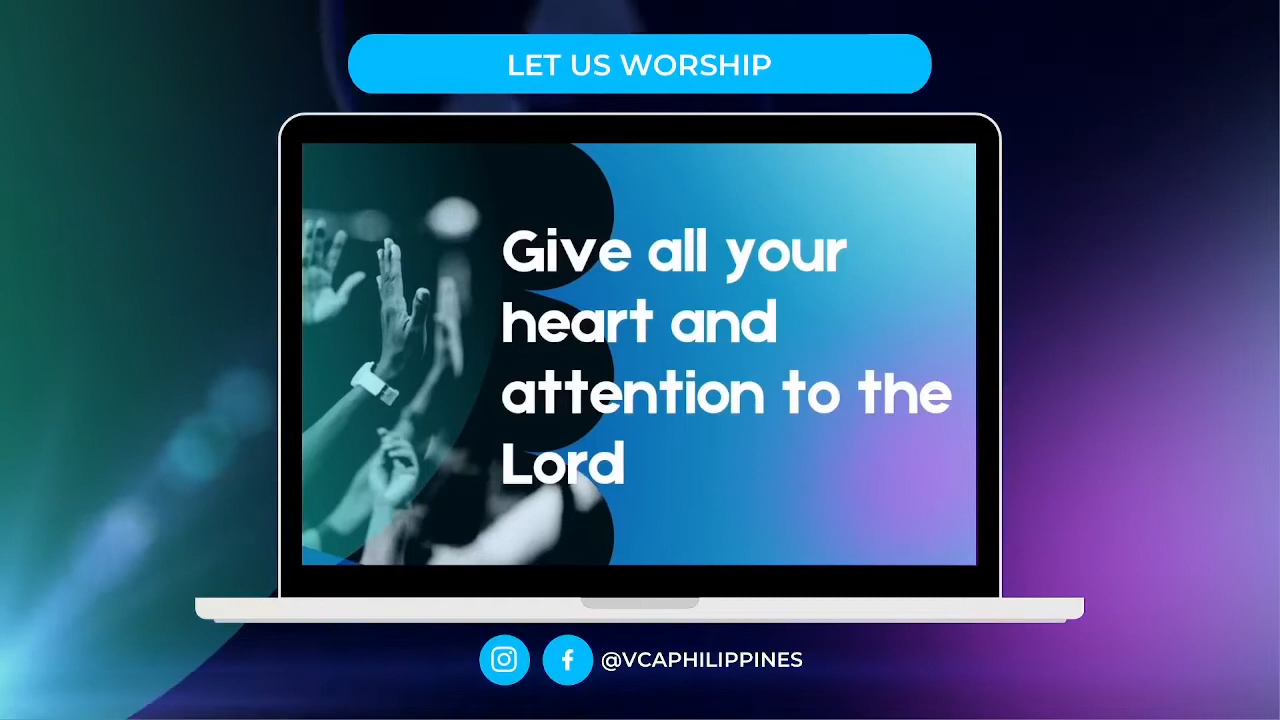 LET US WORSHIP
Give all your
heart and
attention to the
Lord
@VCAPHILIPPINES